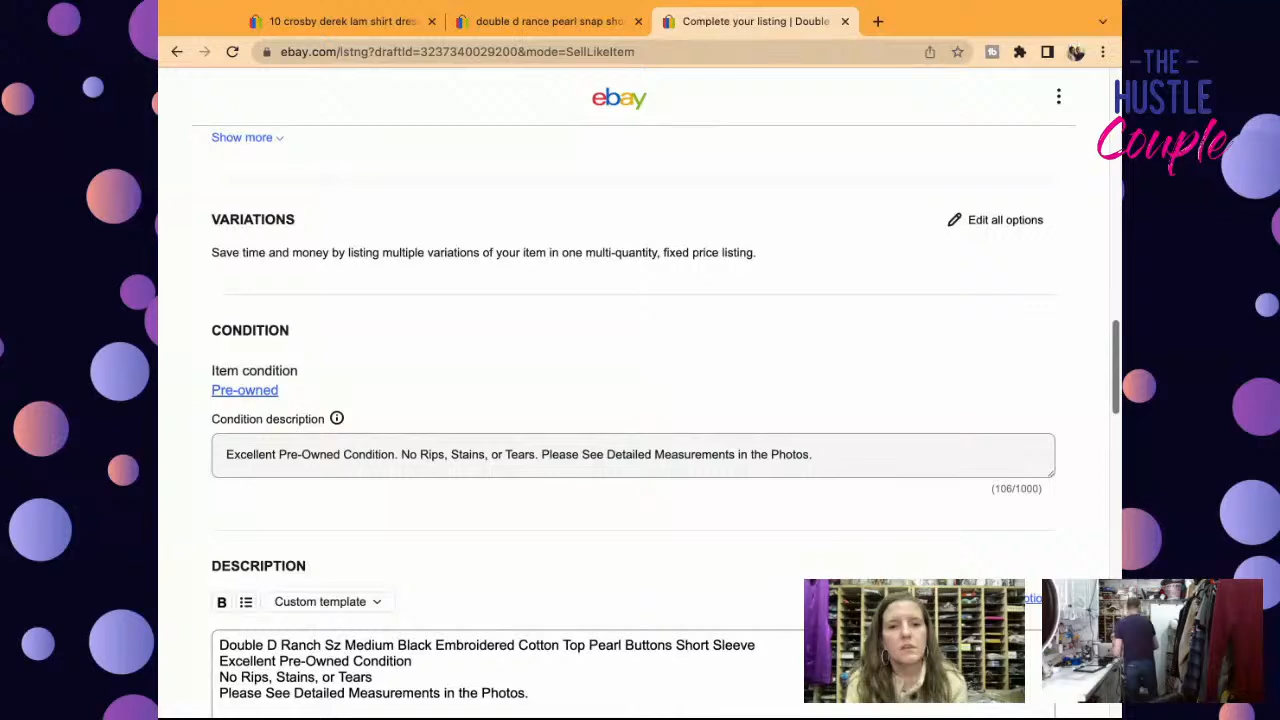 10 crosby derek lam shirt dres
double d rance pearl snap sho
Complete your listing | Double
ebay.com/lstng?draftId=3237340029200&mode=SellLikeItem
-THE-
HUSTLE
Couple
ebay
Show more
VARIATIONS
Edit all options
Save time and money by listing multiple variations of your item in one multi-quantity, fixed price listing.
CONDITION
Item condition
Pre-owned
Condition description
Excellent Pre-Owned Condition. No Rips, Stains, or Tears. Please See Detailed Measurements in the Photos.
(106/1000)
DESCRIPTION
B
Custom template
Double D Ranch Sz Medium Black Embroidered Cotton Top Pearl Buttons Short Sleeve
Excellent Pre-Owned Condition
No Rips, Stains, or Tears
Please See Detailed Measurements in the Photos.